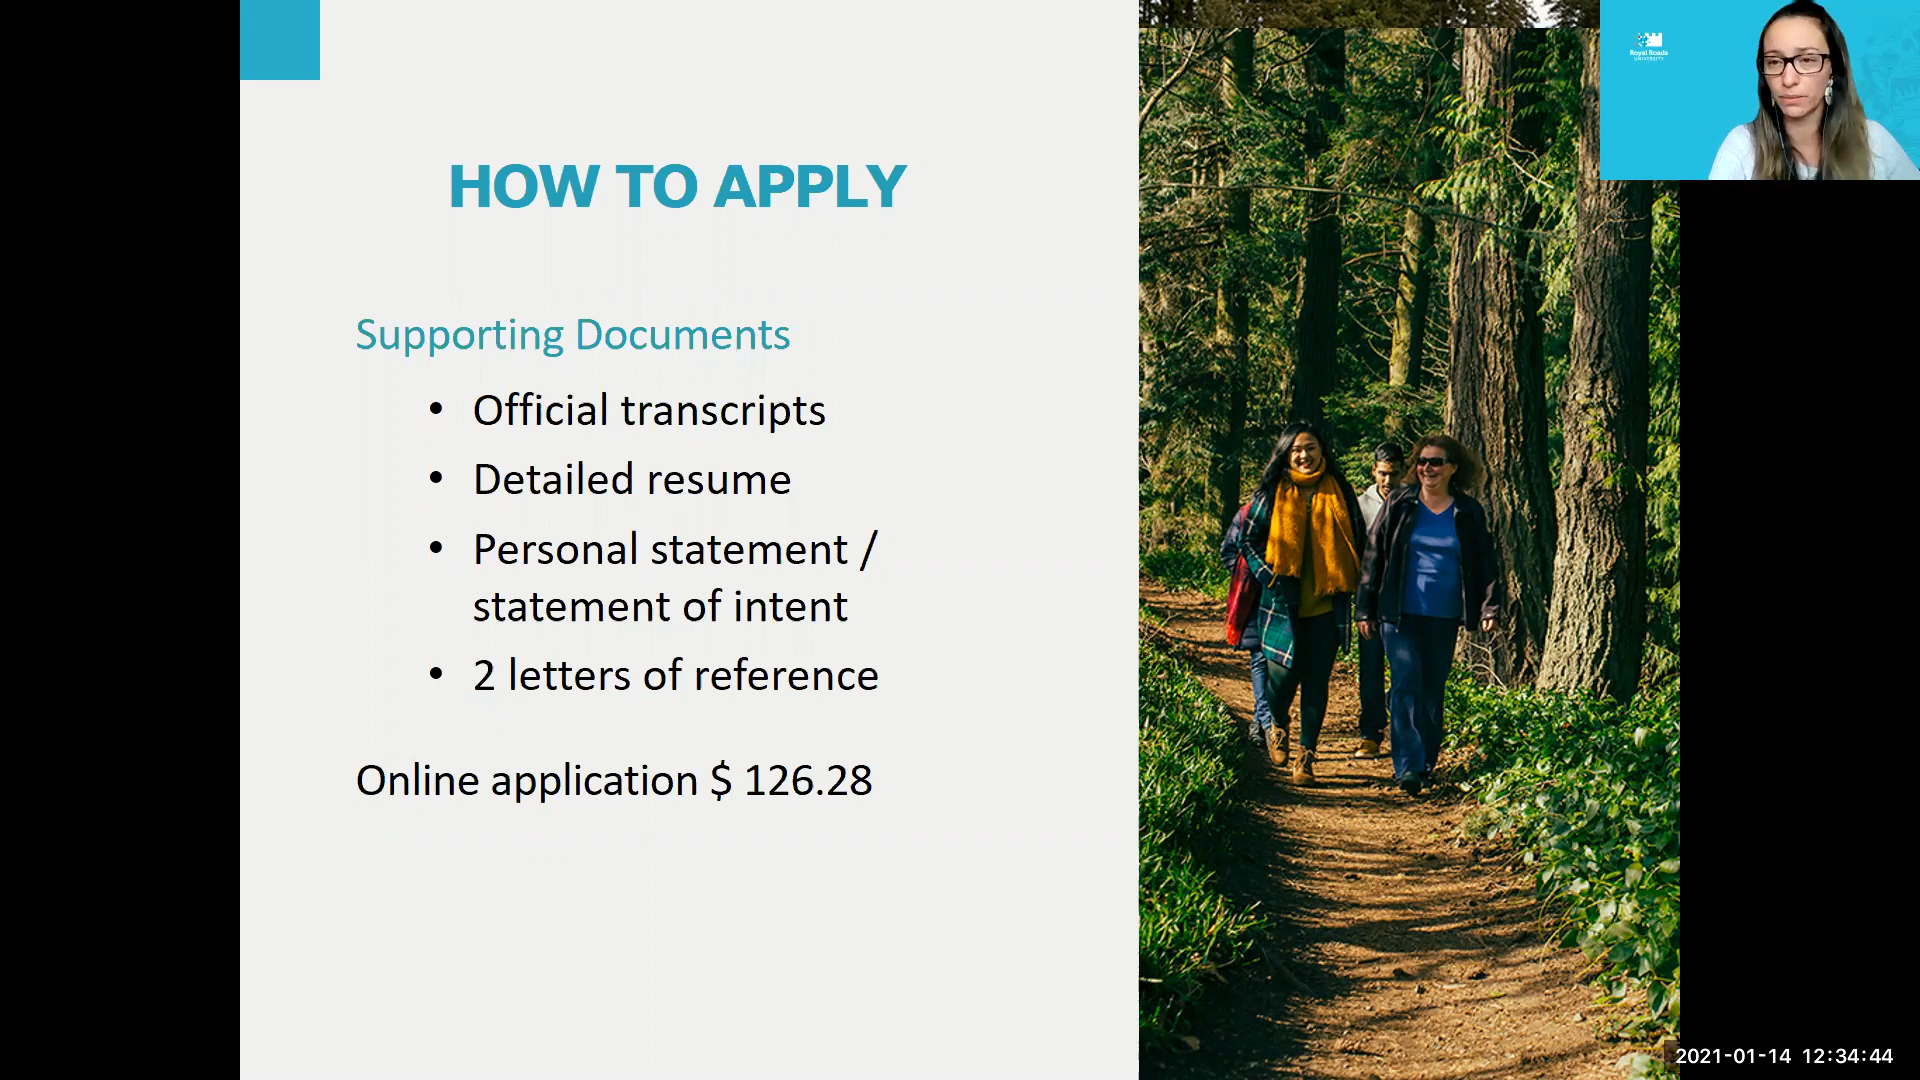 Royal Roads
UNIVERSITY
HOW TO APPLY
Supporting Documents
• Official transcripts
• Detailed resume
• Personal statement /
statement of intent
• 2 letters of reference
Online application $ 126.28
2021-01-14 12:34:44